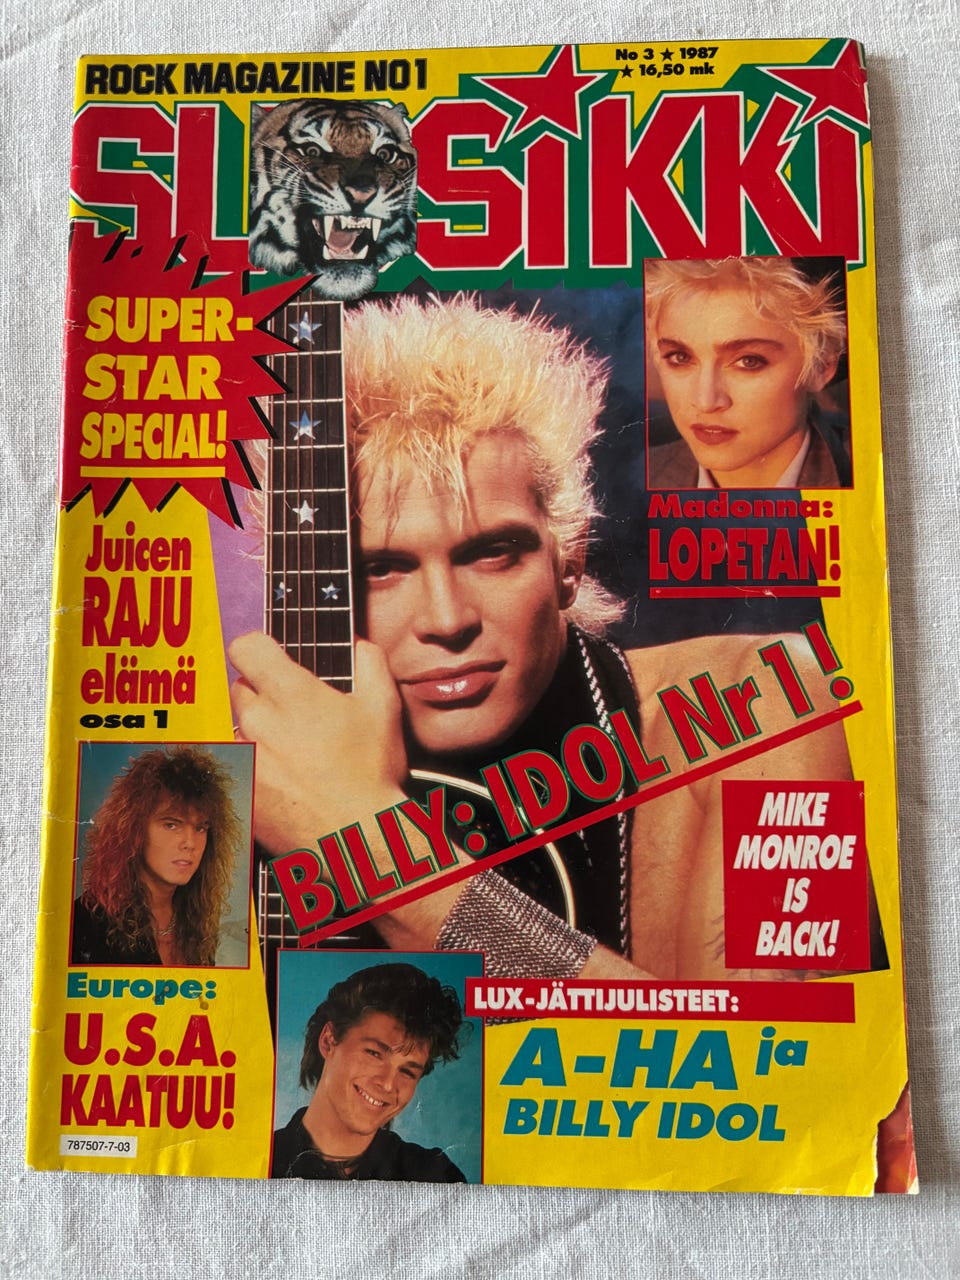 ROCK MAGAZINE NO 1
No 3 ★ 1987
★ 16,50 mk
SUOSIKKI
SUPER-
STAR
SPECIAL!
Madonna:
LOPETAN!
Juicen
RAJU
elämä
osa 1
BILLY: IDOL Nr 1!
MIKE
MONROE
IS
BACK!
Europe:
U.S.A.
KAATUU!
787507-7-03
LUX-JÄTTIJULISTEET:
A-HA ja
BILLY IDOL